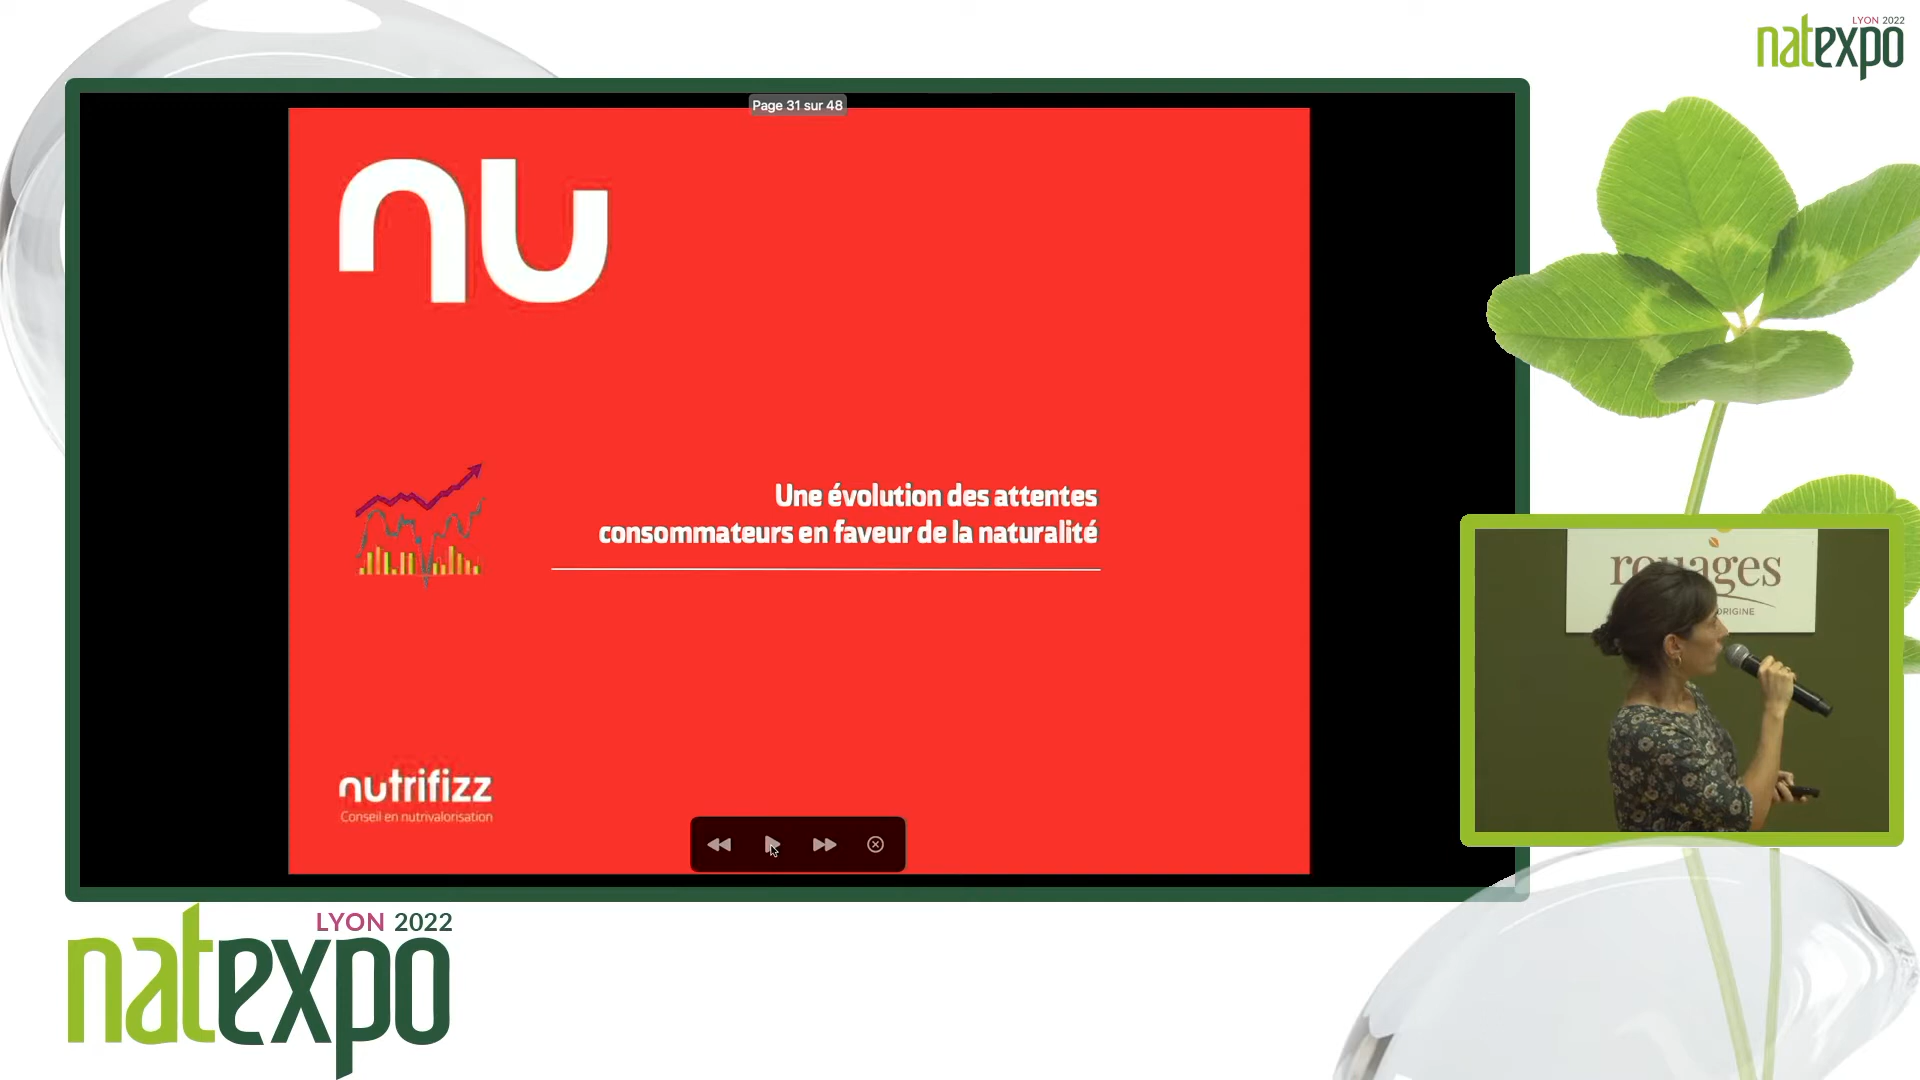 LYON 2022
natexpo
Page 31 sur 48
nu
Une évolution des attentes
consommateurs en faveur de la naturalité
nutrifizz
Conseil en nutrivalorisation
ages
ORIGINE
LYON 2022
natexpo